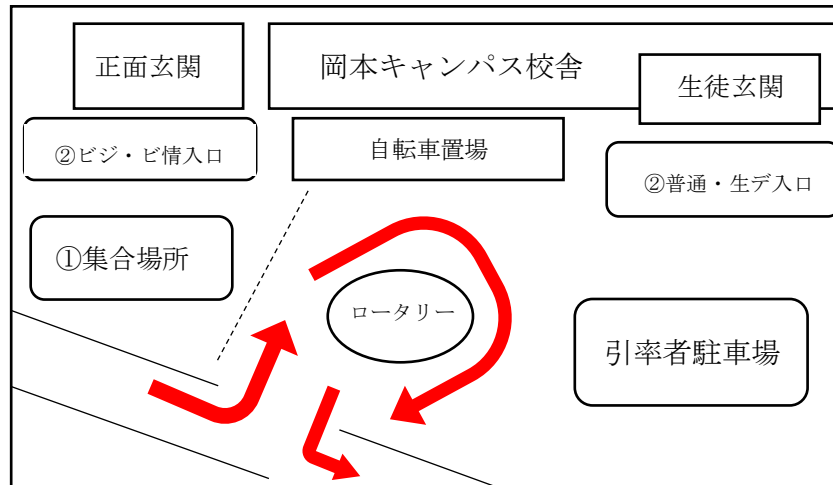 正面玄関
岡本キャンパス校舎
生徒玄関
②ビジ・ビ情入口
自転車置場
②普通・生デ入口
①集合場所
ロータリー
引率者駐車場